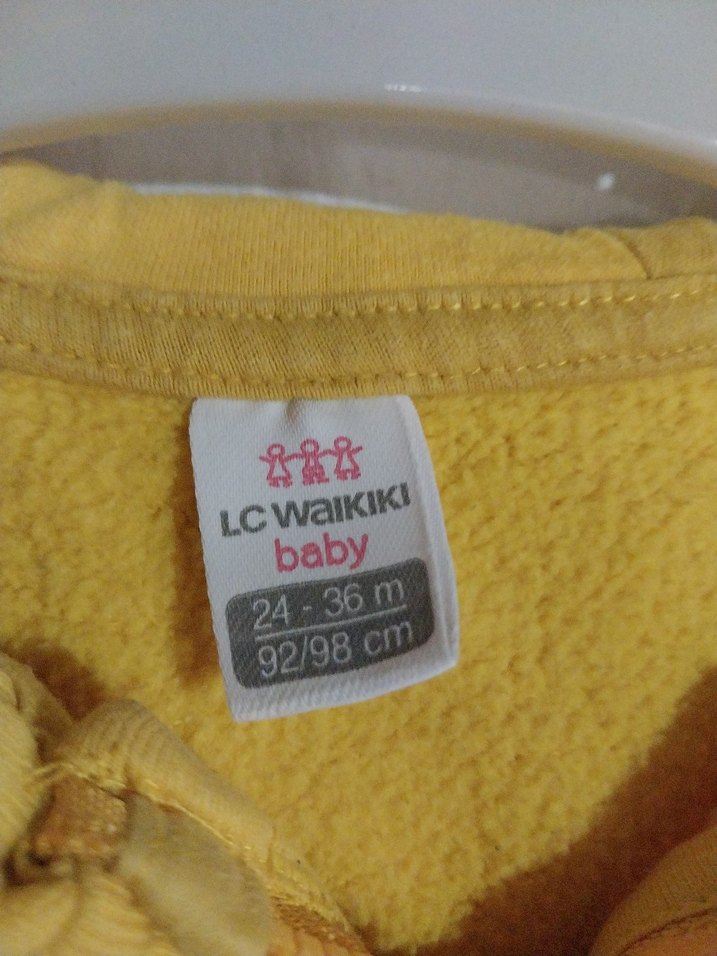 LC WAIKIKI
baby
24 - 36 m
92/98 cm